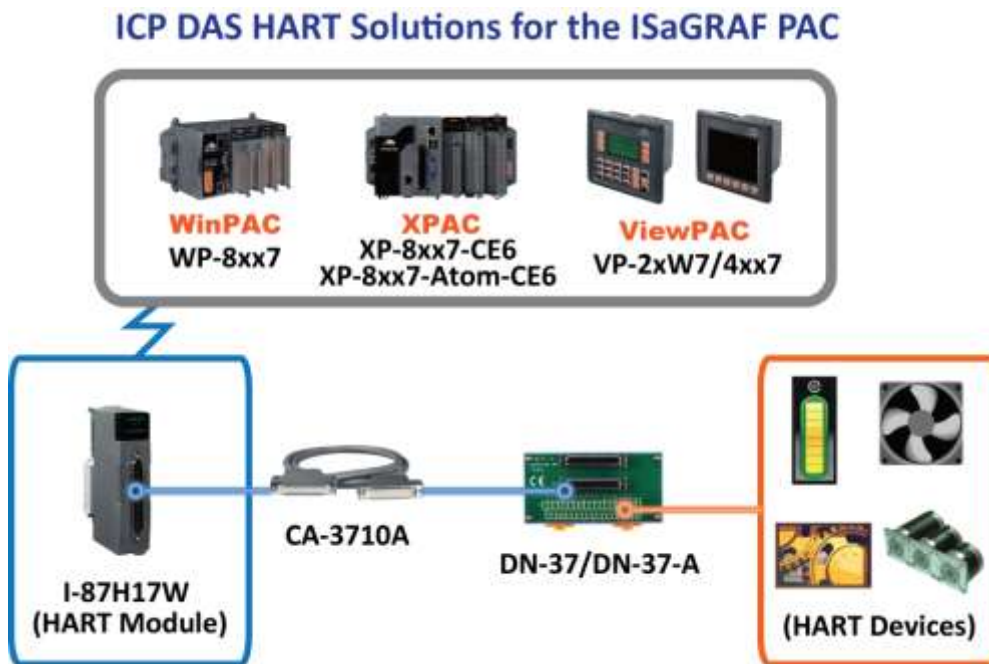 ICP DAS HART Solutions for the ISaGRAF PAC
WinPAC
WP-8xx7
XPAC
XP-8xx7-CE6
XP-8xx7-Atom-CE6
ViewPAC
VP-2xW7/4xx7
I-87H17W
(HART Module)
CA-3710A
DN-37/DN-37-A
(HART Devices)